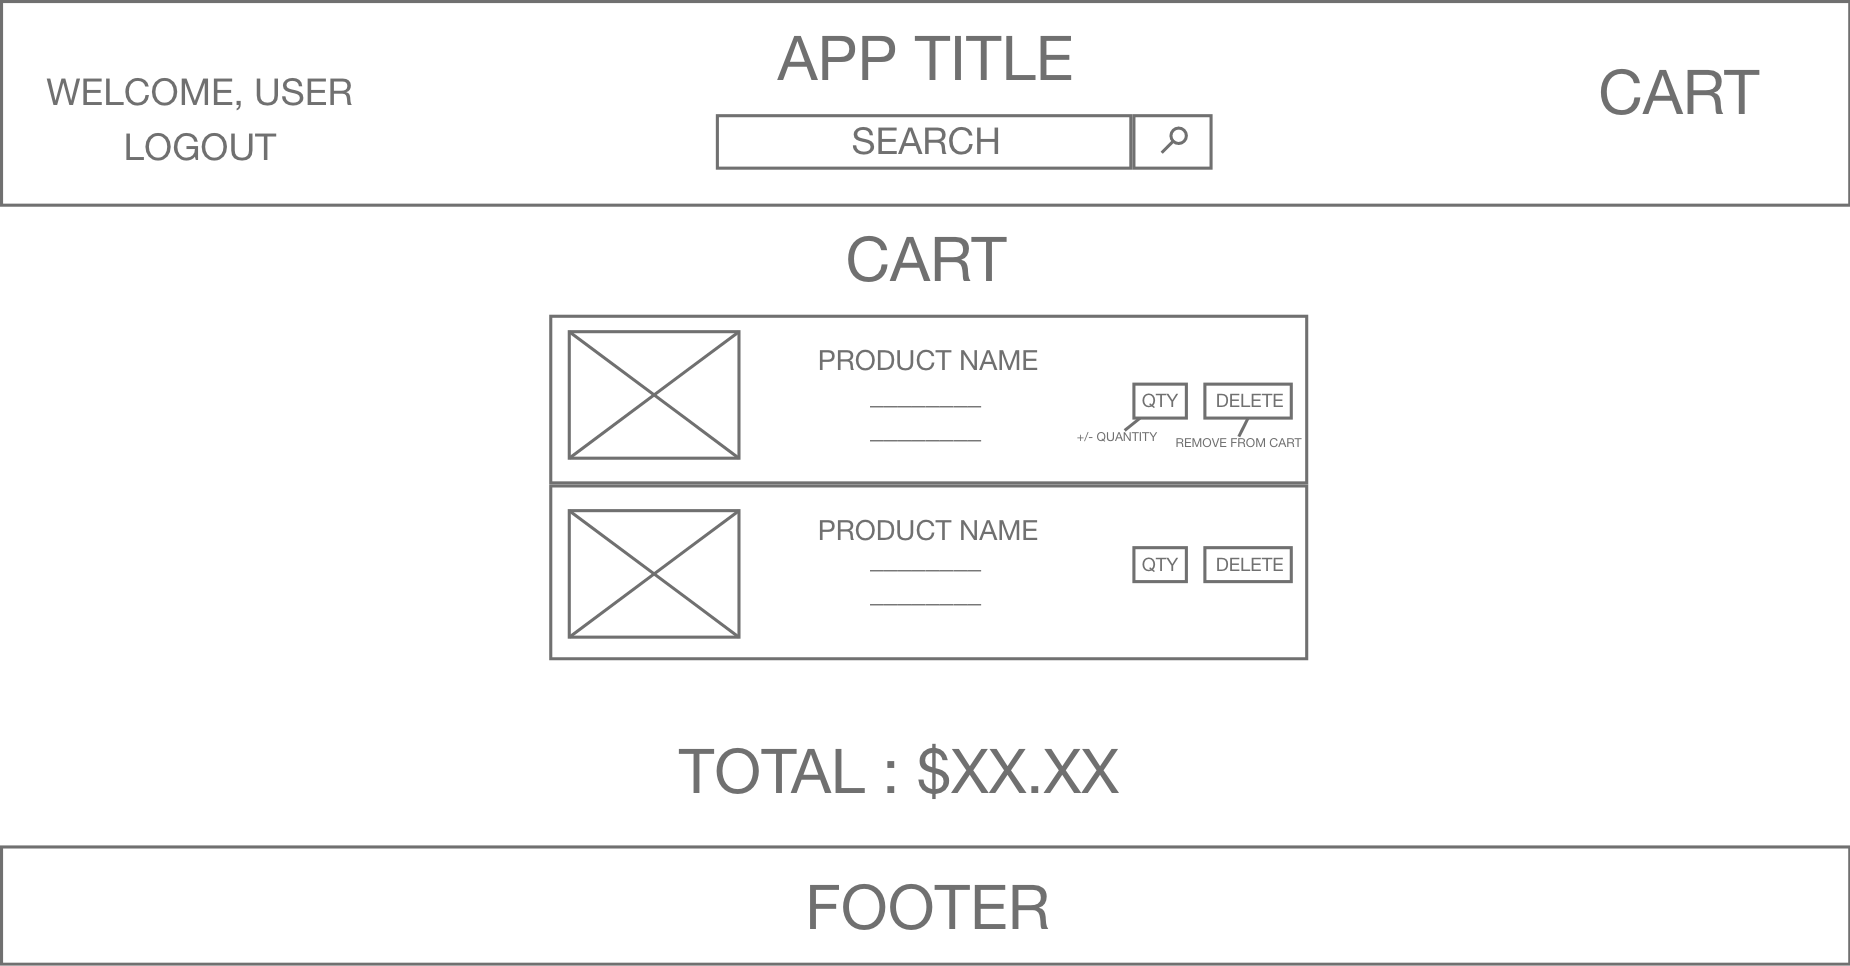 APP TITLE
WELCOME, USER
LOGOUT
SEARCH
CART
CART
PRODUCT NAME
QTY
DELETE
+/- QUANTITY
REMOVE FROM CART
PRODUCT NAME
QTY
DELETE
TOTAL : $XX.XX
FOOTER